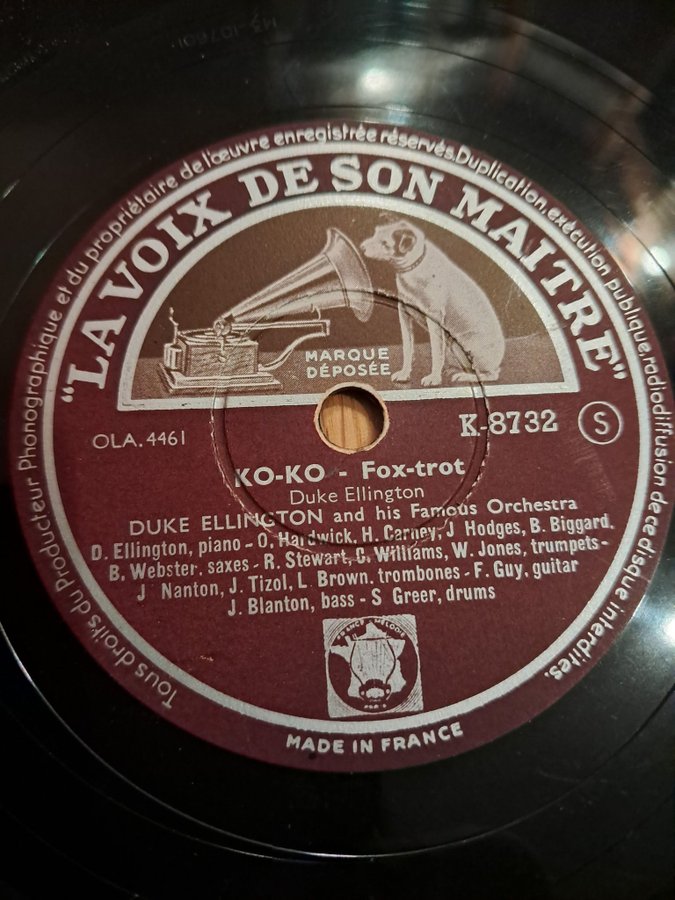 Tous droits du Producteur Phonographique et du propriétaire de l'œuvre enregistrée réservés. Duplication, exécution publique, radiodiffusion de ce disque interdites.
"LA VOIX DE SON MAITRE"
MARQUE
DÉPOSÉE
OLA. 4461
K-8732 S
KO-KO - Fox-trot
Duke Ellington
DUKE ELLINGTON and his Famous Orchestra
D. Ellington, piano - O. Hardwick, H. Carney, J Hodges, B. Biggard,
B. Webster, saxes - R. Stewart, C. Williams, W. Jones, trumpets -
J Nanton, J. Tizol, L. Brown, trombones - F. Guy, guitar
J. Blanton, bass - S Greer, drums
FRANCE MÉLODIE
MADE IN FRANCE